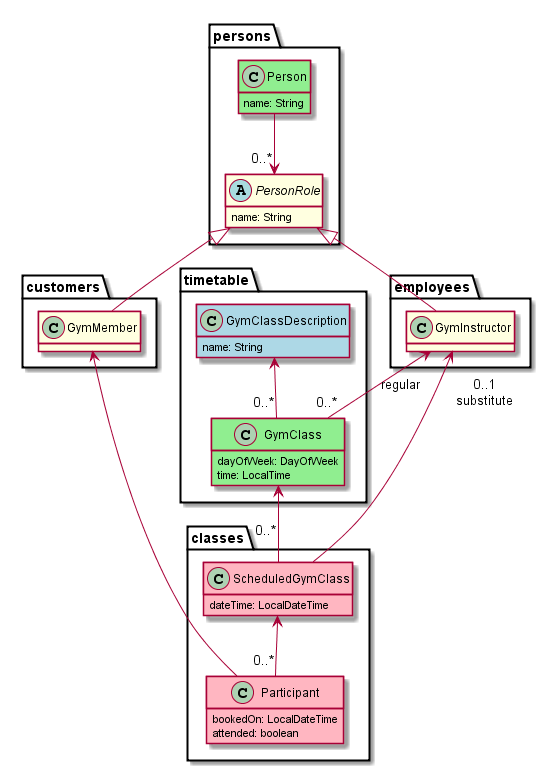 persons
C Person
name: String
0..*
A PersonRole
name: String
customers
C GymMember
timetable
C GymClassDescription
name: String
employees
C GymInstructor
0..*
0..*
regular
0..1
substitute
C GymClass
dayOfWeek: DayOfWeek
time: LocalTime
0..*
classes
C ScheduledGymClass
dateTime: LocalDateTime
0..*
C Participant
bookedOn: LocalDateTime
attended: boolean